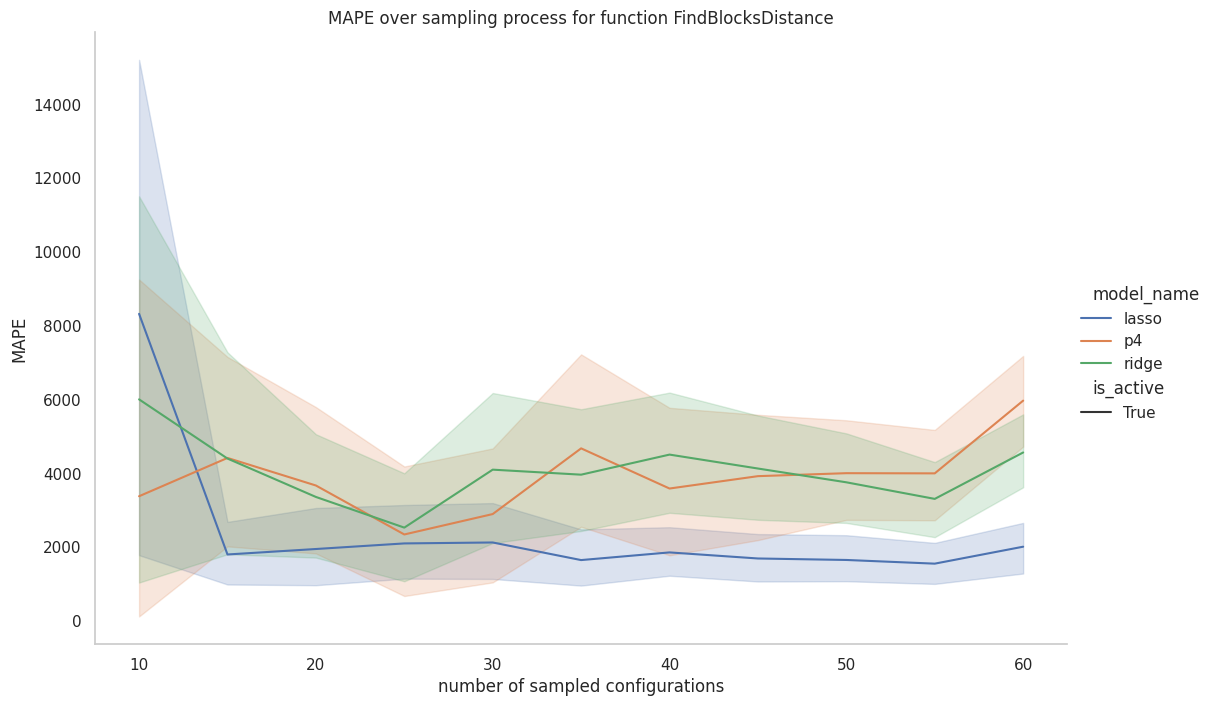 MAPE over sampling process for function FindBlocksDistance
MAPE
14000
12000
10000
8000
6000
4000
2000
0
10 20 30 40 50 60
number of sampled configurations
model_name
lasso
p4
ridge
is_active
True